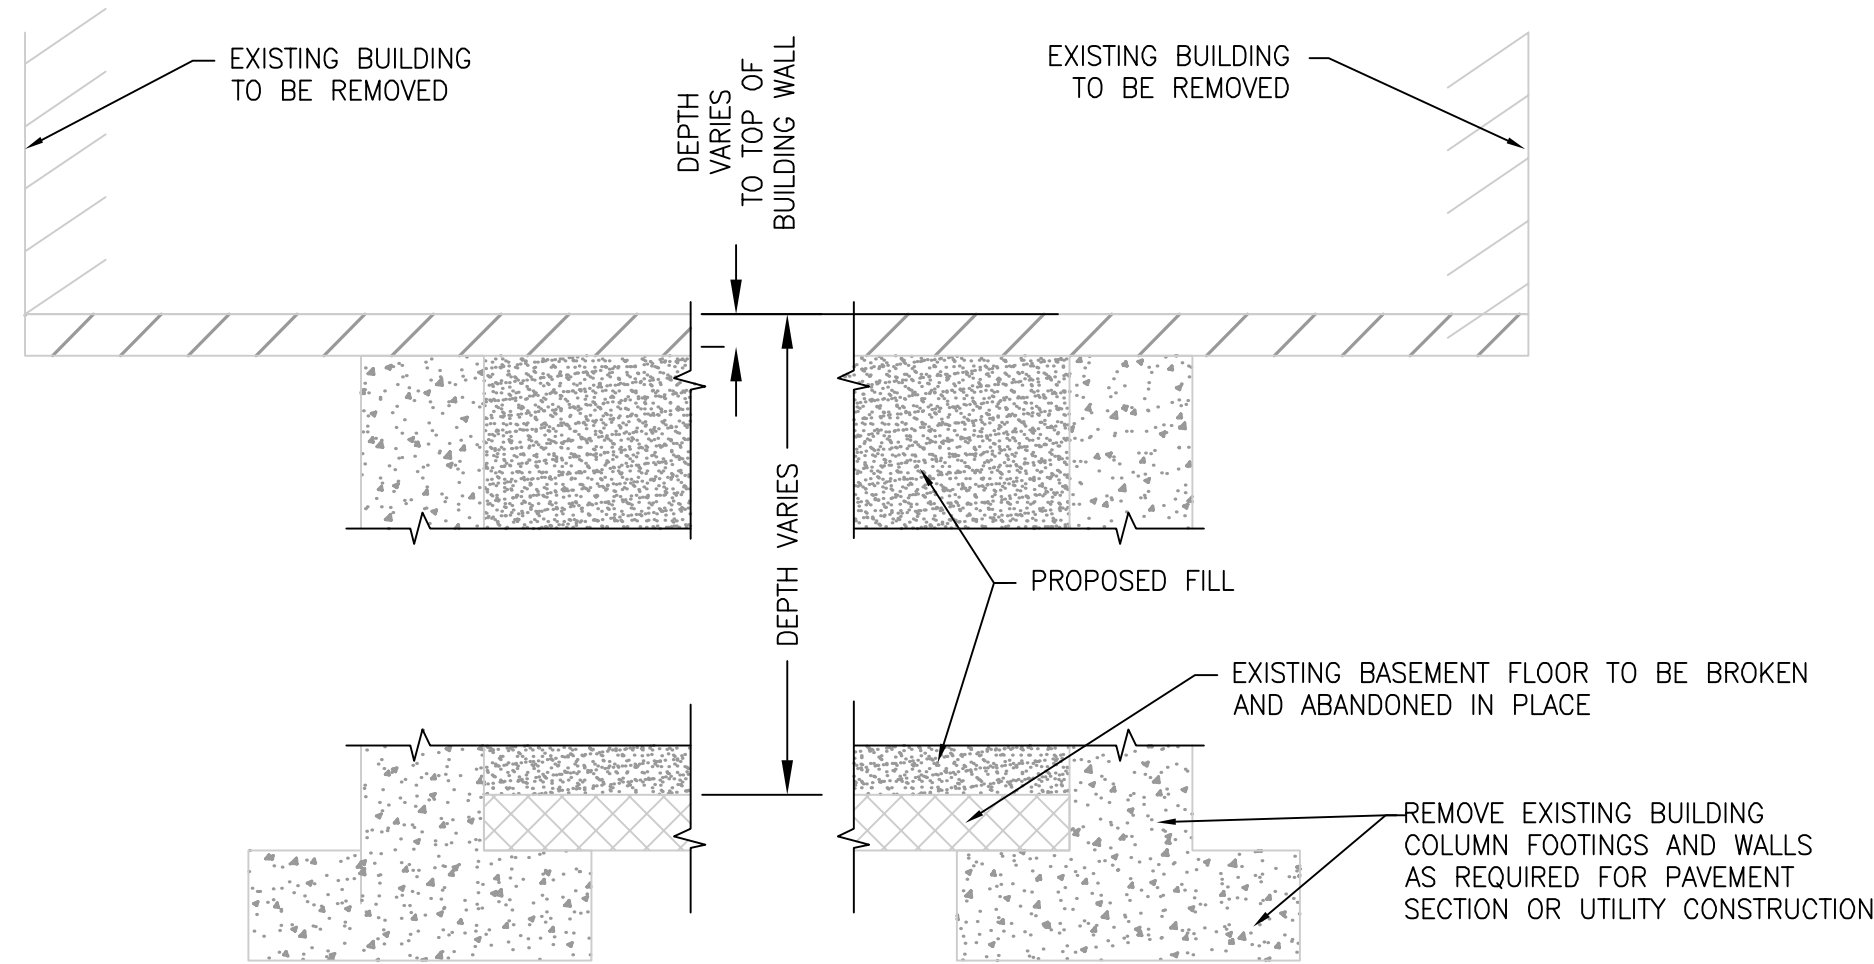 EXISTING BUILDING
TO BE REMOVED
DEPTH
VARIES
TO TOP OF
BUILDING WALL
EXISTING BUILDING
TO BE REMOVED
DEPTH VARIES
PROPOSED FILL
EXISTING BASEMENT FLOOR TO BE BROKEN
AND ABANDONED IN PLACE
REMOVE EXISTING BUILDING
COLUMN FOOTINGS AND WALLS
AS REQUIRED FOR PAVEMENT
SECTION OR UTILITY CONSTRUCTION